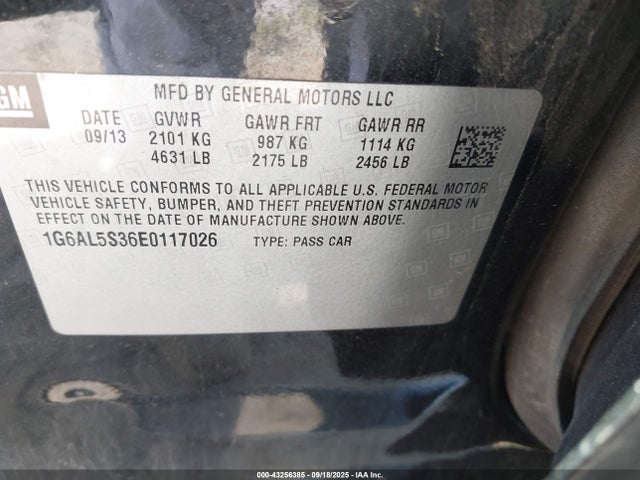 GM
MFD BY GENERAL MOTORS LLC
DATE GVWR GAWR FRT GAWR RR
09/13 2101 KG 987 KG 1114 KG
4631 LB 2175 LB 2456 LB
THIS VEHICLE CONFORMS TO ALL APPLICABLE U.S. FEDERAL MOTOR
VEHICLE SAFETY, BUMPER, AND THEFT PREVENTION STANDARDS IN
EFFECT ON THE DATE OF MANUFACTURE SHOWN ABOVE.
1G6AL5S36E0117026 TYPE: PASS CAR
000-43256385 - 09/18/2025 - IAA Inc.